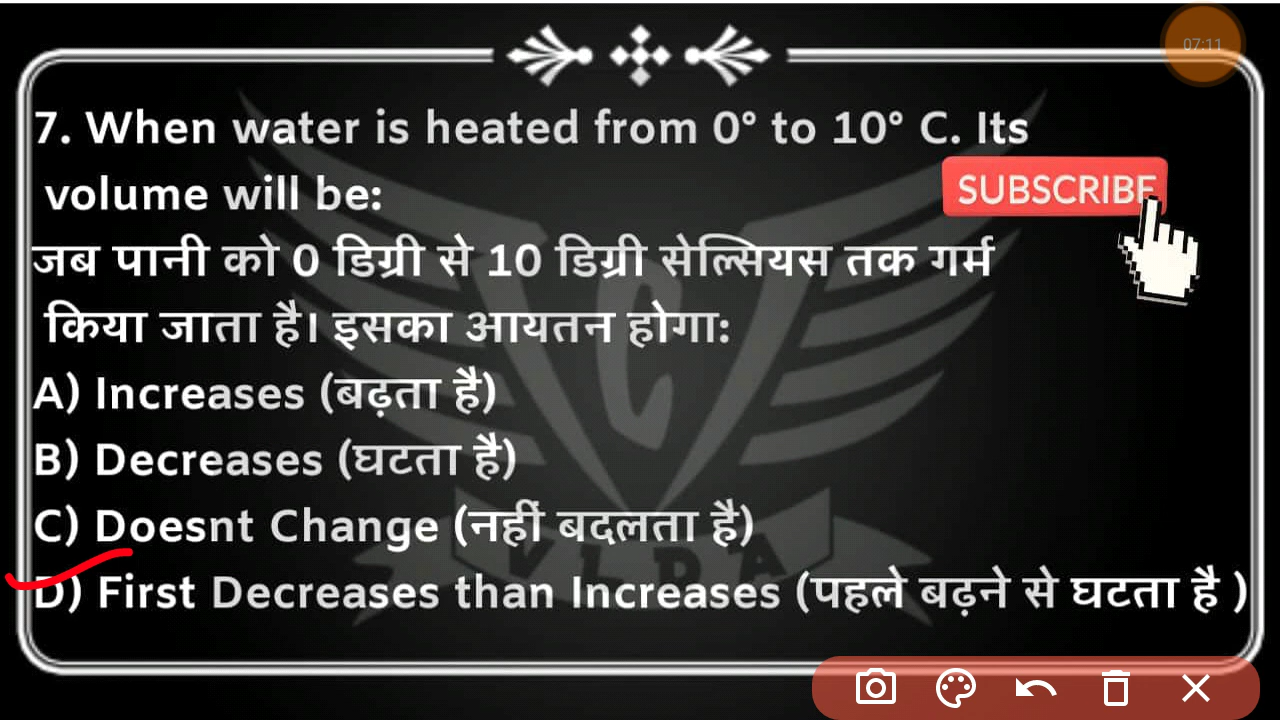 07:11
7. When water is heated from 0° to 10° C. Its
volume will be:
SUBSCRIBE
जब पानी को 0 डिग्री से 10 डिग्री सेल्सियस तक गर्म
किया जाता है। इसका आयतन होगा:
A) Increases (बढ़ता है)
B) Decreases (घटता है)
C) Doesnt Change (नहीं बदलता है)
D) First Decreases than Increases (पहले बढ़ने से घटता है )